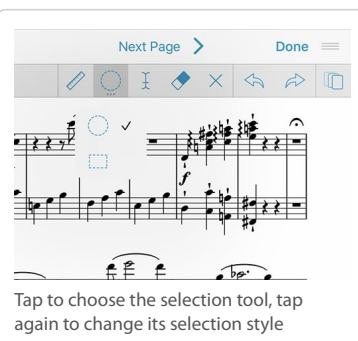 Next Page
Done
Tap to choose the selection tool, tap
again to change its selection style